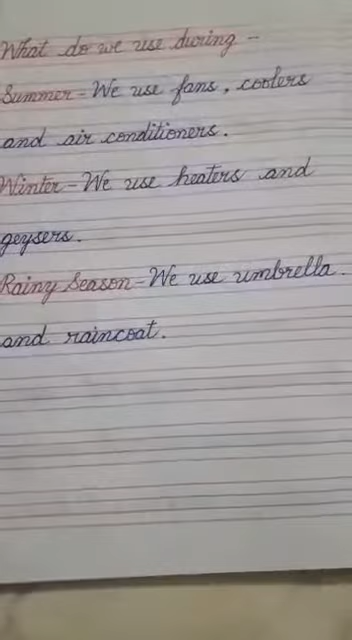 What do we use during -
Summer - We use fans, coolers
and air conditioners.
Winter - We use heaters and
geysers.
Rainy Season - We use umbrella
and raincoat.